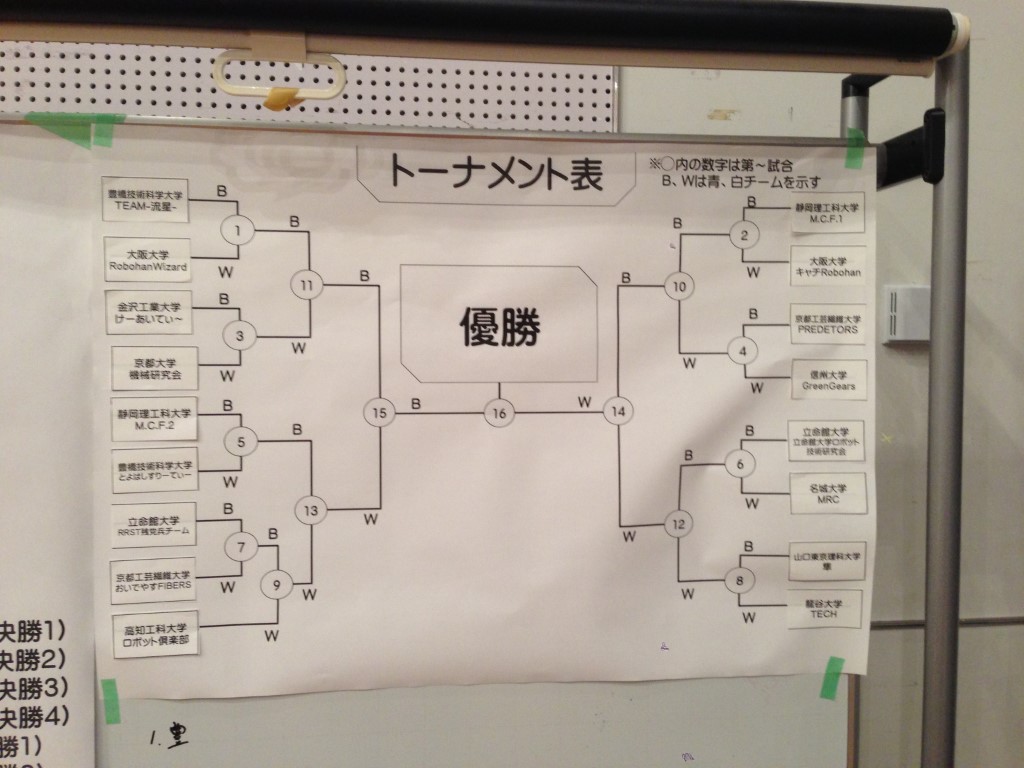 トーナメント表
※○内の数字は第〜試合
B、Wは青、白チームを示す
豊橋技術科学大学
TEAM-流星-
B
1
大阪大学
RobohanWizard
W
B
11
金沢工業大学
けーあいてぃ〜
B
3
京都大学
機械研究会
W
W
B
15
静岡理工科大学
M.C.F.2
B
5
豊橋技術科学大学
とよはしすりーてぃー
W
B
13
立命館大学
RRST残党兵チーム
B
7
京都工芸繊維大学
おいでやすFIBERS
W
B
9
高知工科大学
ロボット倶楽部
W
W
W
優勝
B
16
W
静岡理工科大学
M.C.F.1
B
2
大阪大学
キャチRobohan
W
B
10
京都工芸繊維大学
PREDETORS
B
4
信州大学
GreenGears
W
W
B
14
立命館大学
立命館大学ロボット
技術研究会
B
6
名城大学
MRC
W
B
12
山口東京理科大学
隼
B
8
龍谷大学
TECH
W
W
W
決勝1）
決勝2）
決勝3）
決勝4）
勝1）
1.豊